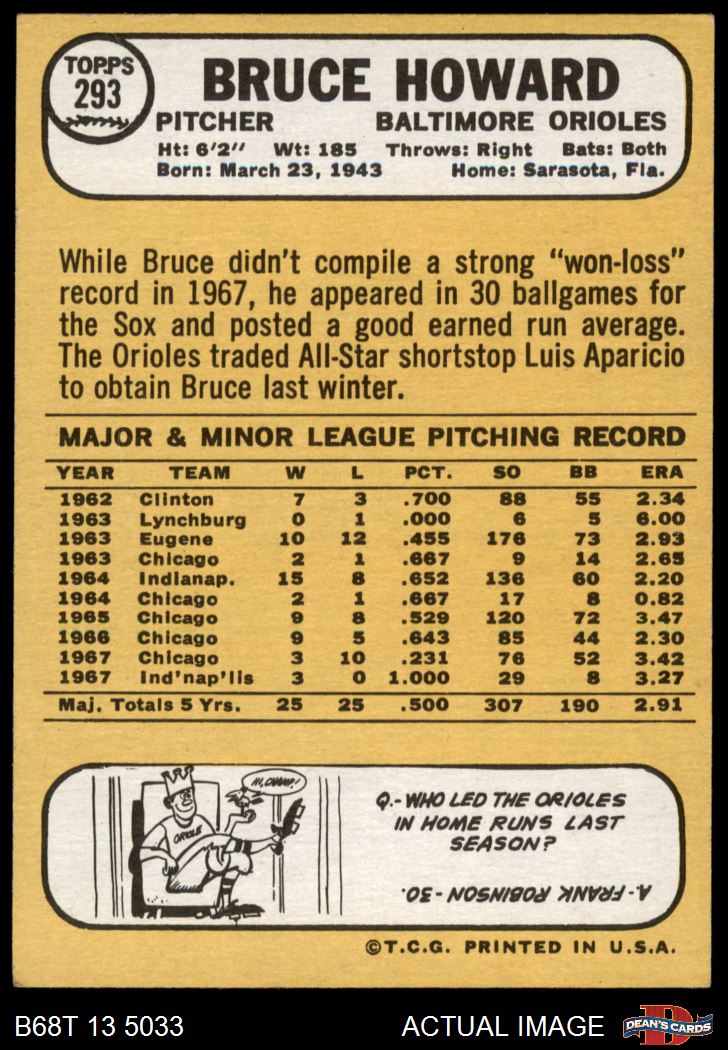 TOPPS
293
BRUCE HOWARD
PITCHER BALTIMORE ORIOLES
Ht: 6'2" Wt: 185 Throws: Right Bats: Both
Born: March 23, 1943 Home: Sarasota, Fla.
While Bruce didn't compile a strong "won-loss"
record in 1967, he appeared in 30 ballgames for
the Sox and posted a good earned run average.
The Orioles traded All-Star shortstop Luis Aparicio
to obtain Bruce last winter.
MAJOR & MINOR LEAGUE PITCHING RECORD
YEAR TEAM W L PCT. SO BB ERA
1962 Clinton 7 3 .700 88 55 2.34
1963 Lynchburg 0 1 .000 6 5 6.00
1963 Eugene 10 12 .455 176 73 2.93
1963 Chicago 2 1 .667 9 14 2.65
1964 Indianap. 15 8 .652 136 60 2.20
1964 Chicago 2 1 .667 17 8 0.82
1965 Chicago 9 8 .529 120 72 3.47
1966 Chicago 9 5 .643 85 44 2.30
1967 Chicago 3 10 .231 76 52 3.42
1967 Ind'nap'lis 3 0 1.000 29 8 3.27
Maj. Totals 5 Yrs. 25 25 .500 307 190 2.91
HI, CHAMP!
ORIOLE
Q.-WHO LED THE ORIOLES
IN HOME RUNS LAST
SEASON?
A.-FRANK ROBINSON-30.
©T.C.G. PRINTED IN U.S.A.
B68T 13 5033 ACTUAL IMAGE
D
DEAN'S CARDS